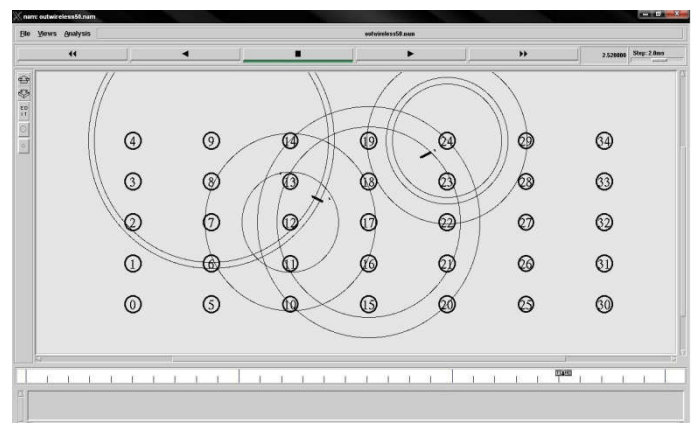 nam: outwireless50.nam
File Views Analysis outwireless50.nam
2.520000 Step: 2.0ms
4 9 14 19 24 29 34
3 8 13 18 23 28 33
2 7 12 17 22 27 32
1 6 11 16 21 26 31
0 5 10 15 20 25 30